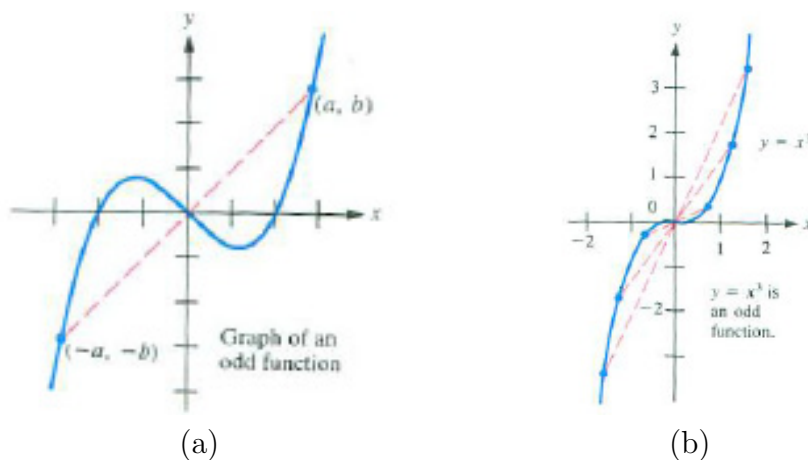 y
(a, b)
x
(−a, −b)
Graph of an
odd function
(a)
y
3
2
1
0
−2
1
2
x
−2
y = x
y = x³ is
an odd
function.
(b)